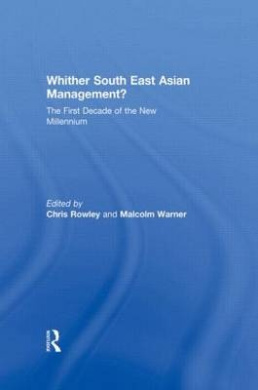 Whither South East Asian
Management?
The First Decade of the New
Millennium
Edited by
Chris Rowley and Malcolm Warner